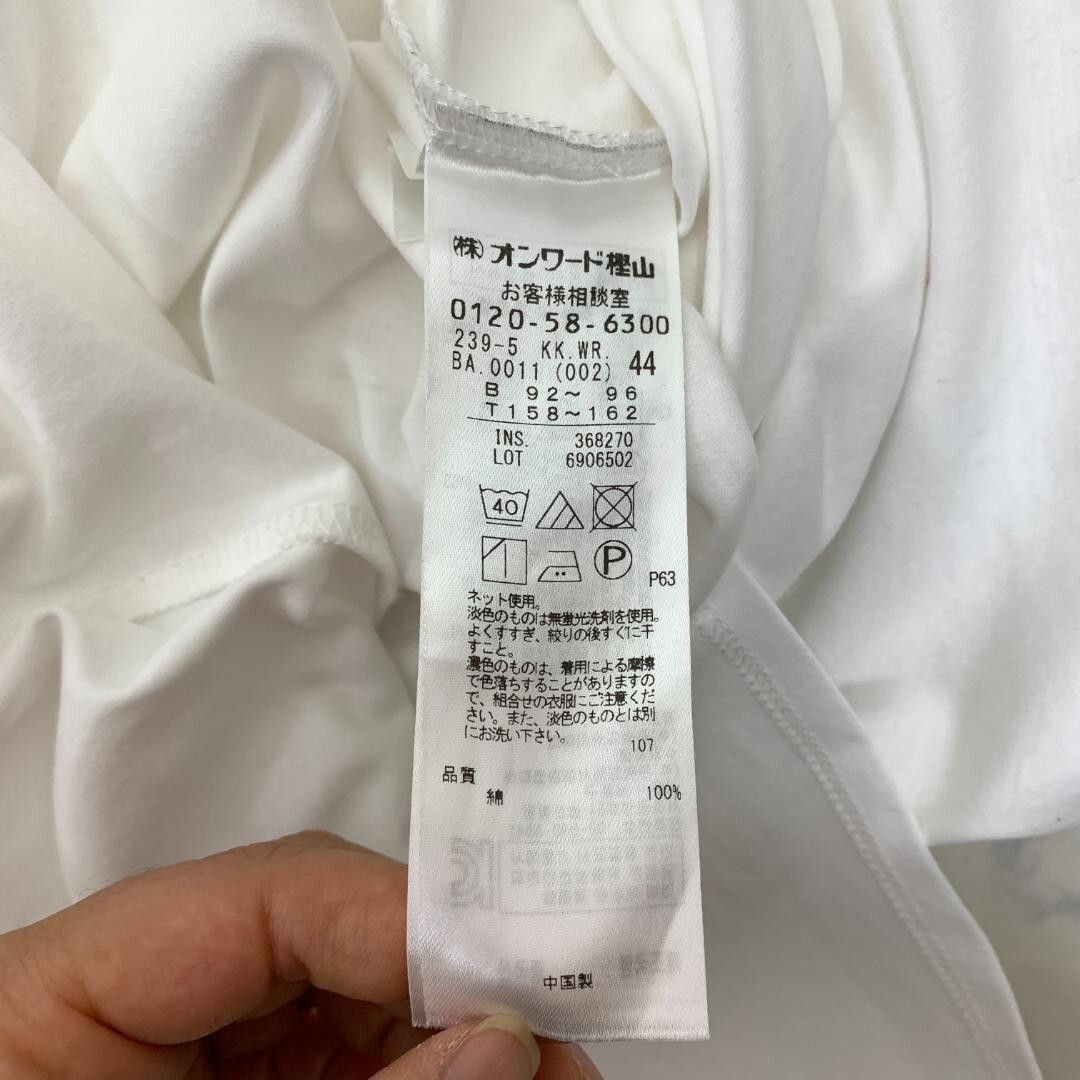 ㈱オンワード樫山
お客様相談室
0120-58-6300
239-5 KK.WR. 44
BA.0011 (002)
B 92～ 96
T158～162
INS. 368270
LOT 6906502
40
P
P63
ネット使用。
淡色のものは無蛍光洗剤を使用。
よくすすぎ、絞りの後すぐに干
すこと。
濃色のものは、着用による摩擦
で色落ちすることがありますの
で、組合せの衣服にご注意くだ
さい。また、淡色のものとは別
にお洗い下さい。
107
品質
綿 100%
中国製